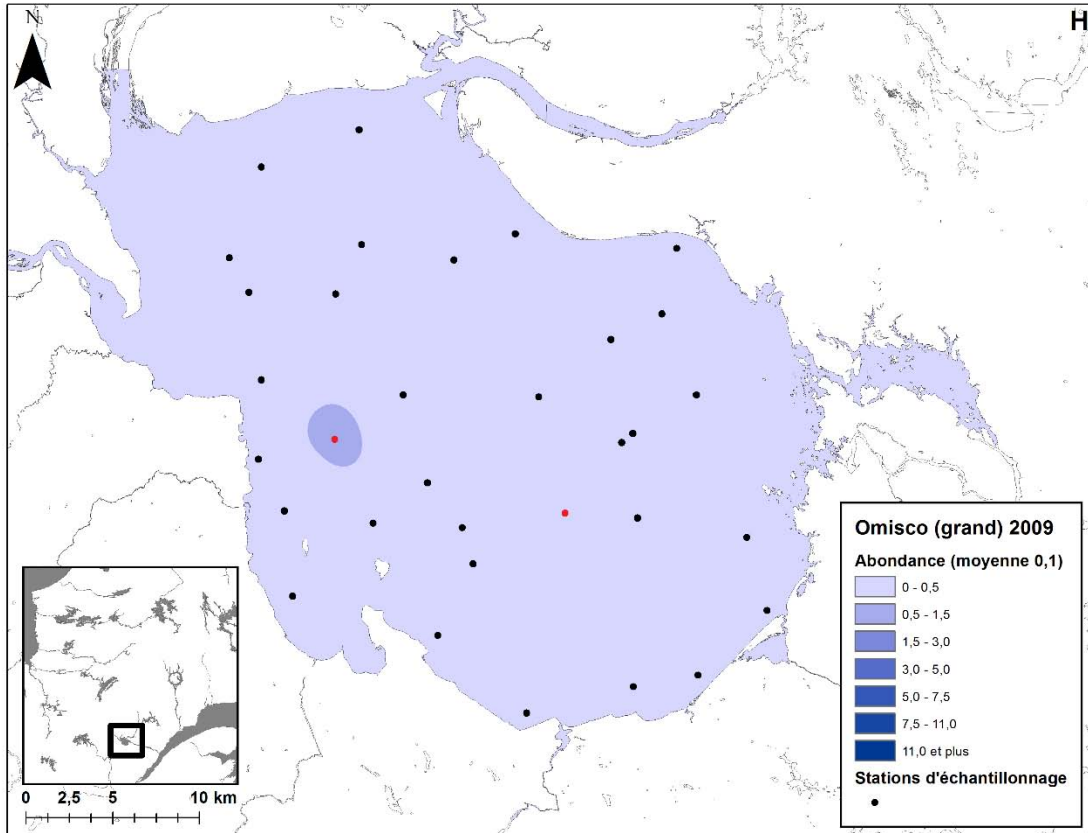 N
H
Omisco (grand) 2009
Abondance (moyenne 0,1)
0 - 0,5
0,5 - 1,5
1,5 - 3,0
3,0 - 5,0
5,0 - 7,5
7,5 - 11,0
11,0 et plus
Stations d'échantillonnage
0 2,5 5 10 km